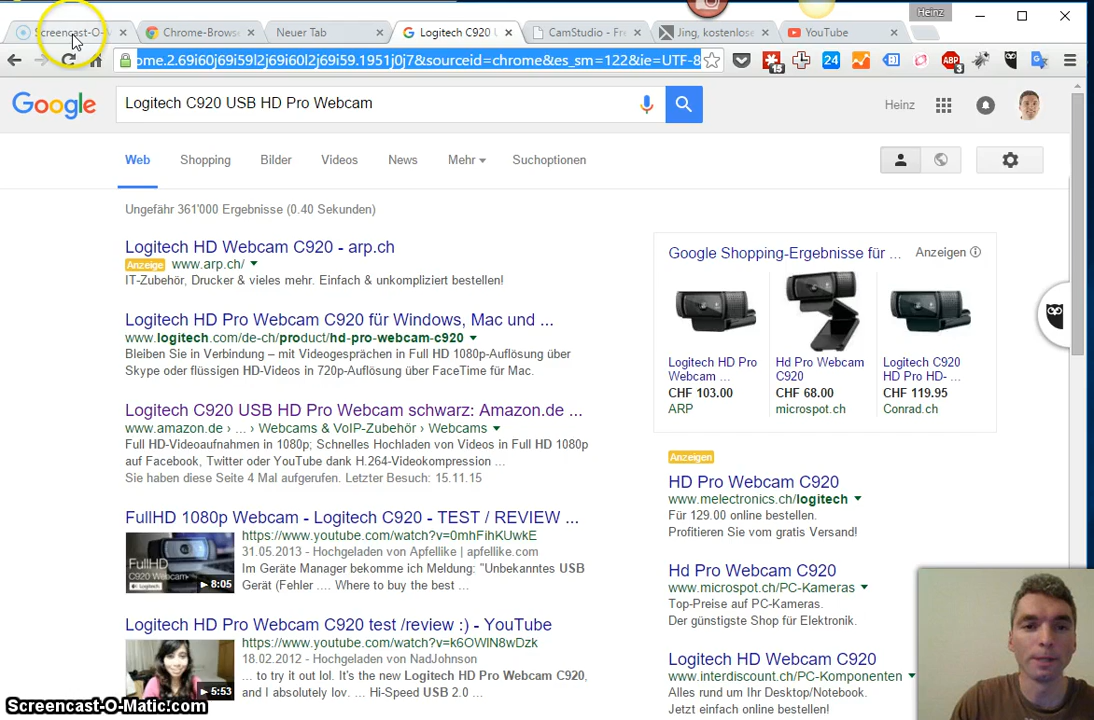 Heinz
Screencast-O-M
Chrome-Brows
Neuer Tab
Logitech C920 U
CamStudio - Fre
Jing, kostenlose
YouTube
ome.2.69i60j69i59l2j69i60l2j69i59.1951j0j7&sourceid=chrome&es_sm=122&ie=UTF-8
15
24
ABP
3
Google
Logitech C920 USB HD Pro Webcam
Heinz
Web
Shopping
Bilder
Videos
News
Mehr
Suchoptionen
Ungefähr 361'000 Ergebnisse (0.40 Sekunden)
Logitech HD Webcam C920 - arp.ch
Anzeige www.arp.ch/
IT-Zubehör, Drucker & vieles mehr. Einfach & unkompliziert bestellen!
Logitech HD Pro Webcam C920 für Windows, Mac und ...
www.logitech.com/de-ch/product/hd-pro-webcam-c920
Bleiben Sie in Verbindung – mit Videogesprächen in Full HD 1080p-Auflösung über
Skype oder flüssigen HD-Videos in 720p-Auflösung über FaceTime für Mac.
Logitech C920 USB HD Pro Webcam schwarz: Amazon.de ...
www.amazon.de › ... › Webcams & VoIP-Zubehör › Webcams
Full HD-Videoaufnahmen in 1080p; Schnelles Hochladen von Videos in Full HD 1080p
auf Facebook, Twitter oder YouTube dank H.264-Videokompression ...
Sie haben diese Seite 4 Mal aufgerufen. Letzter Besuch: 15.11.15
FullHD 1080p Webcam - Logitech C920 - TEST / REVIEW ...
https://www.youtube.com/watch?v=0mhFihKUwkE
31.05.2013 - Hochgeladen von Apfellike | apfellike.com
Im Geräte Manager bekomme ich Meldung: "Unbekanntes USB
Gerät (Fehler .... Where to buy the best ...
FullHD
C920 Webcam
8:05
Logitech HD Pro Webcam C920 test /review :) - YouTube
https://www.youtube.com/watch?v=k6OWlN8wDzk
18.02.2012 - Hochgeladen von NadJohnson
... to try it out lol. It's the new Logitech HD Pro Webcam C920,
and I absolutely lov. ... Hi-Speed USB 2.0 ...
5:53
Google Shopping-Ergebnisse für ...
Anzeigen
Logitech HD Pro
Webcam ...
CHF 103.00
ARP
Hd Pro Webcam
C920
CHF 68.00
microspot.ch
Logitech C920
HD Pro HD- ...
CHF 119.95
Conrad.ch
Anzeigen
HD Pro Webcam C920
www.melectronics.ch/logitech
Für 129.00 online bestellen.
Profitieren Sie vom gratis Versand!
Hd Pro Webcam C920
www.microspot.ch/PC-Kameras
Top-Preise auf PC-Kameras.
Der günstigste Shop für Elektronik.
Logitech HD Webcam C920
www.interdiscount.ch/PC-Komponenten
Alles rund um Ihr Desktop/Notebook.
Jetzt einfach online bestellen!
Screencast-O-Matic.com